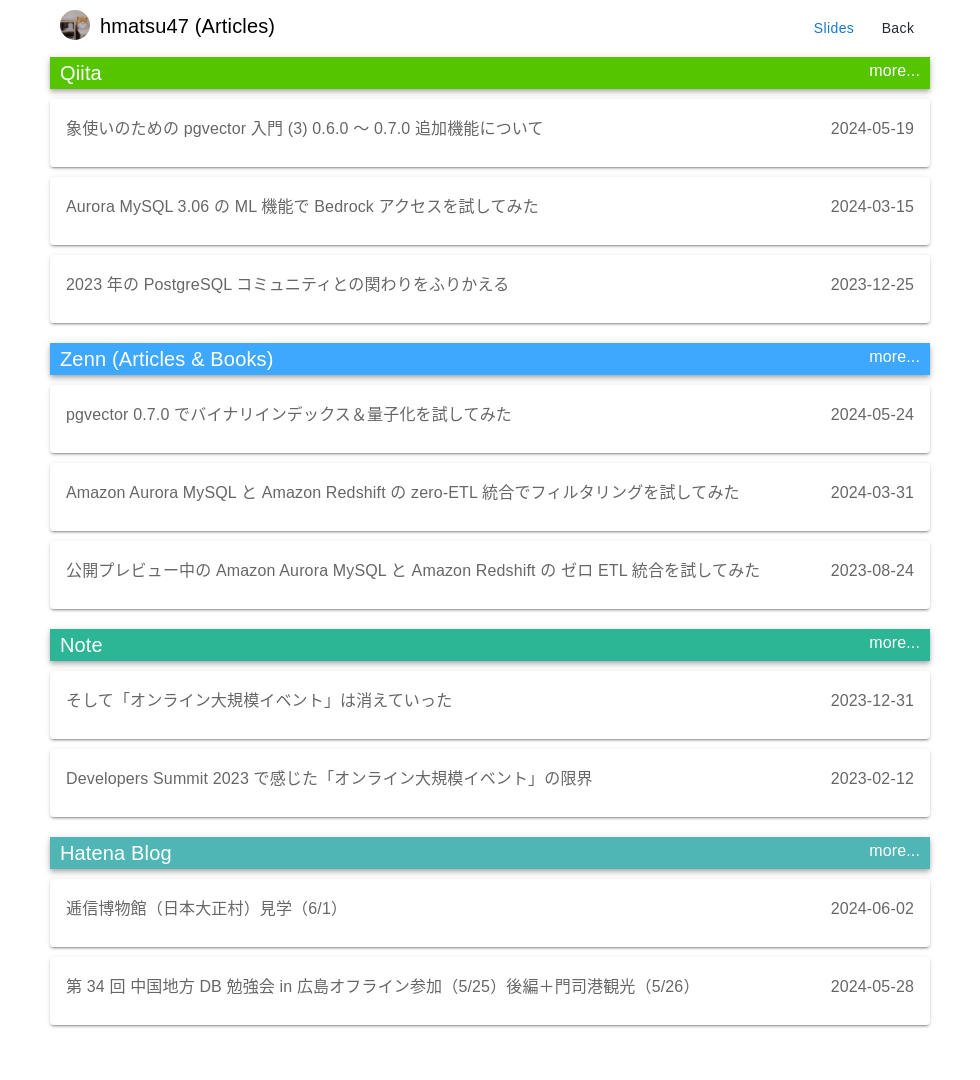 hmatsu47 (Articles)
Slides
Back
Qiita
more...
象使いのための pgvector 入門 (3) 0.6.0 〜 0.7.0 追加機能について
2024-05-19
Aurora MySQL 3.06 の ML 機能で Bedrock アクセスを試してみた
2024-03-15
2023 年の PostgreSQL コミュニティとの関わりをふりかえる
2023-12-25
Zenn (Articles & Books)
more...
pgvector 0.7.0 でバイナリインデックス＆量子化を試してみた
2024-05-24
Amazon Aurora MySQL と Amazon Redshift の zero-ETL 統合でフィルタリングを試してみた
2024-03-31
公開プレビュー中の Amazon Aurora MySQL と Amazon Redshift の ゼロ ETL 統合を試してみた
2023-08-24
Note
more...
そして「オンライン大規模イベント」は消えていった
2023-12-31
Developers Summit 2023 で感じた「オンライン大規模イベント」の限界
2023-02-12
Hatena Blog
more...
逓信博物館（日本大正村）見学（6/1）
2024-06-02
第 34 回 中国地方 DB 勉強会 in 広島オフライン参加（5/25）後編＋門司港観光（5/26）
2024-05-28